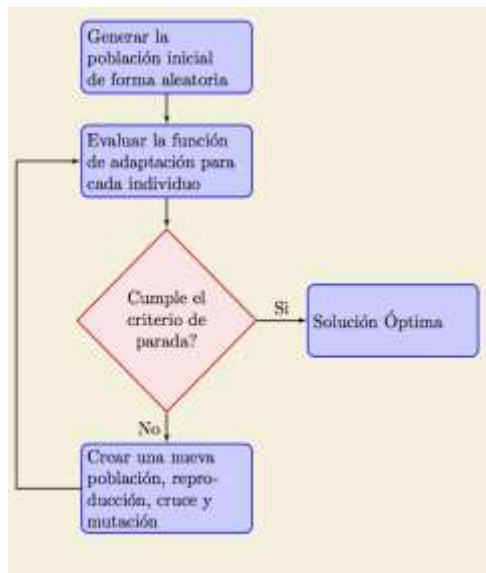 Generar la
población inicial
de forma aleatoria
Evaluar la función
de adaptación para
cada individuo
Cumple el
criterio de
parada?
Si
Solución Óptima
No
Crear una nueva
población, repro-
ducción, cruce y
mutación